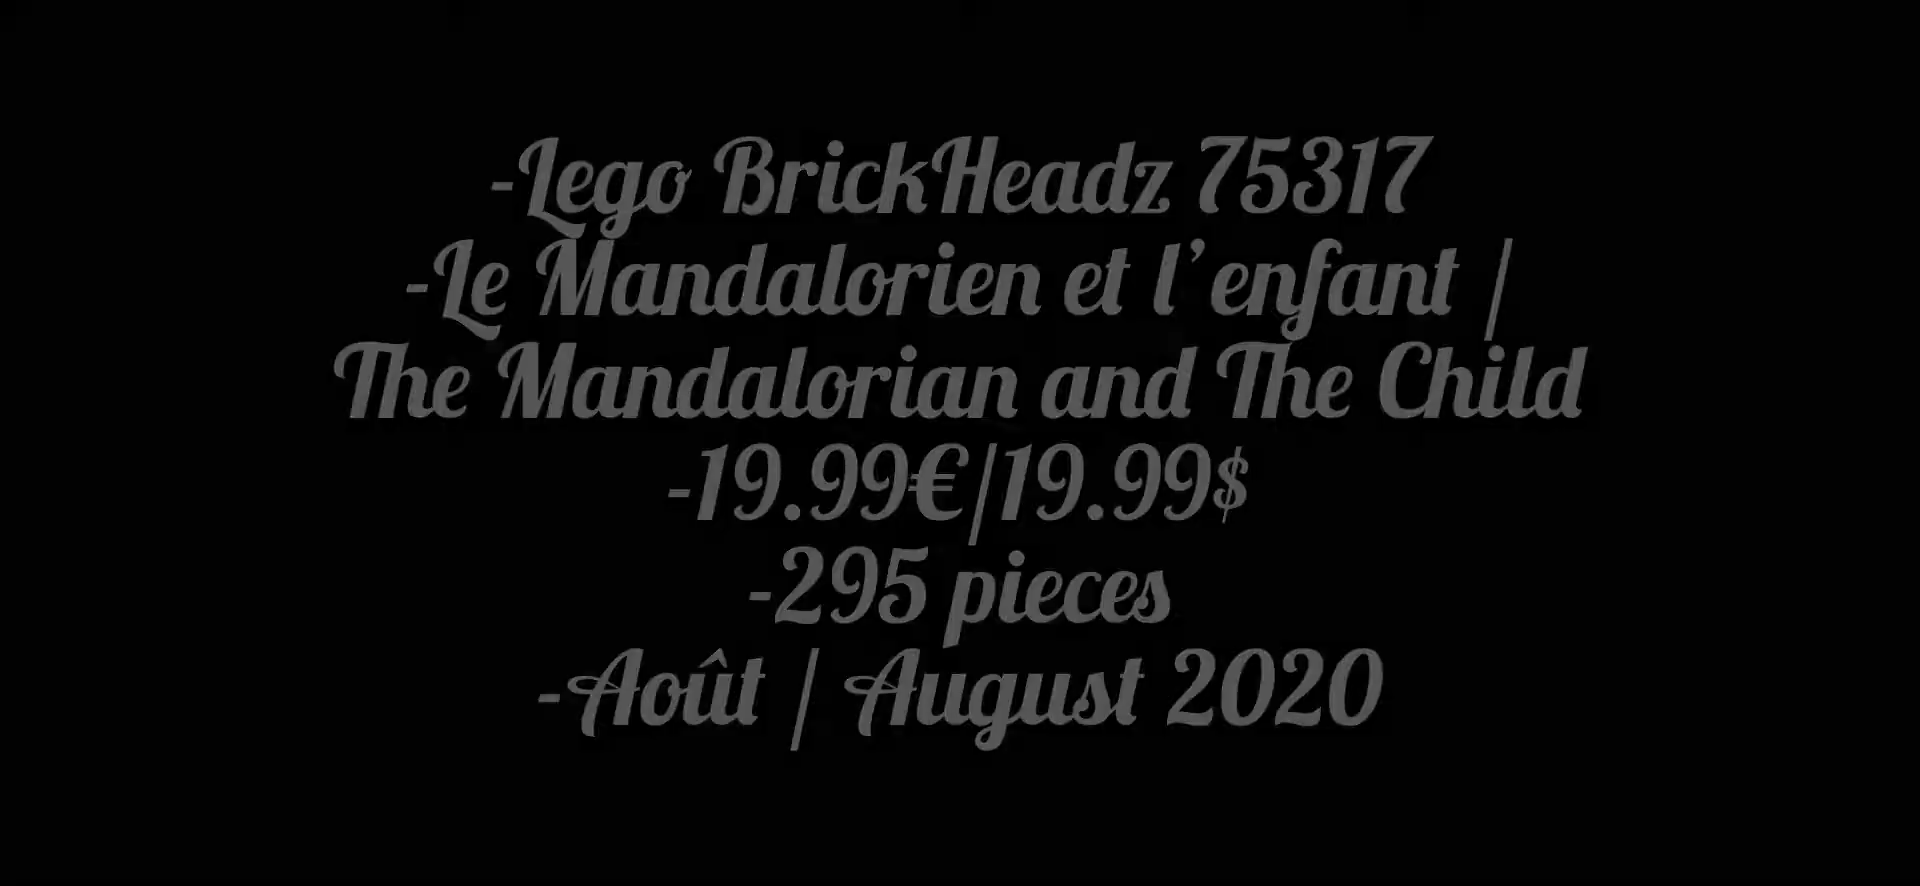 -Lego BrickHeadz 75317
-Le Mandalorien et l’enfant |
The Mandalorian and The Child
-19.99€/19.99$
-295 pieces
-Août | August 2020